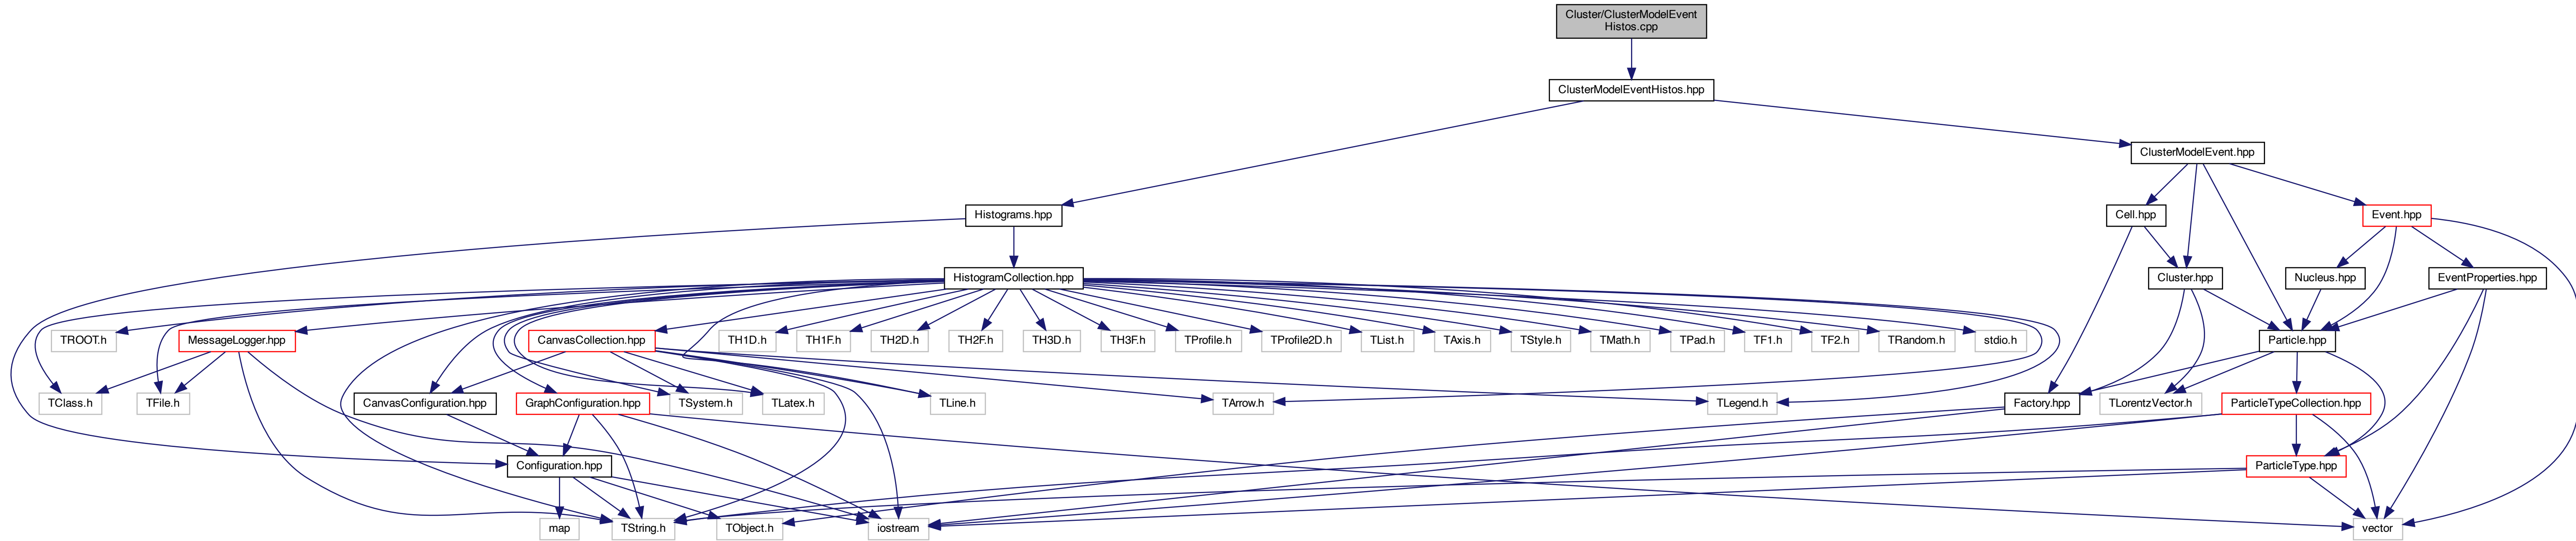 Cluster/ClusterModelEvent
Histos.cpp
ClusterModelEventHistos.hpp
ClusterModelEvent.hpp
Histograms.hpp
Cell.hpp
Event.hpp
HistogramCollection.hpp
Cluster.hpp
Nucleus.hpp
EventProperties.hpp
TROOT.h
MessageLogger.hpp
CanvasCollection.hpp
TH1D.h
TH1F.h
TH2D.h
TH2F.h
TH3D.h
TH3F.h
TProfile.h
TProfile2D.h
TList.h
TAxis.h
TStyle.h
TMath.h
TPad.h
TF1.h
TF2.h
TRandom.h
stdio.h
Particle.hpp
TClass.h
TFile.h
CanvasConfiguration.hpp
GraphConfiguration.hpp
TSystem.h
TLatex.h
TLine.h
TArrow.h
TLegend.h
Factory.hpp
TLorentzVector.h
ParticleTypeCollection.hpp
Configuration.hpp
ParticleType.hpp
map
TString.h
TObject.h
iostream
vector